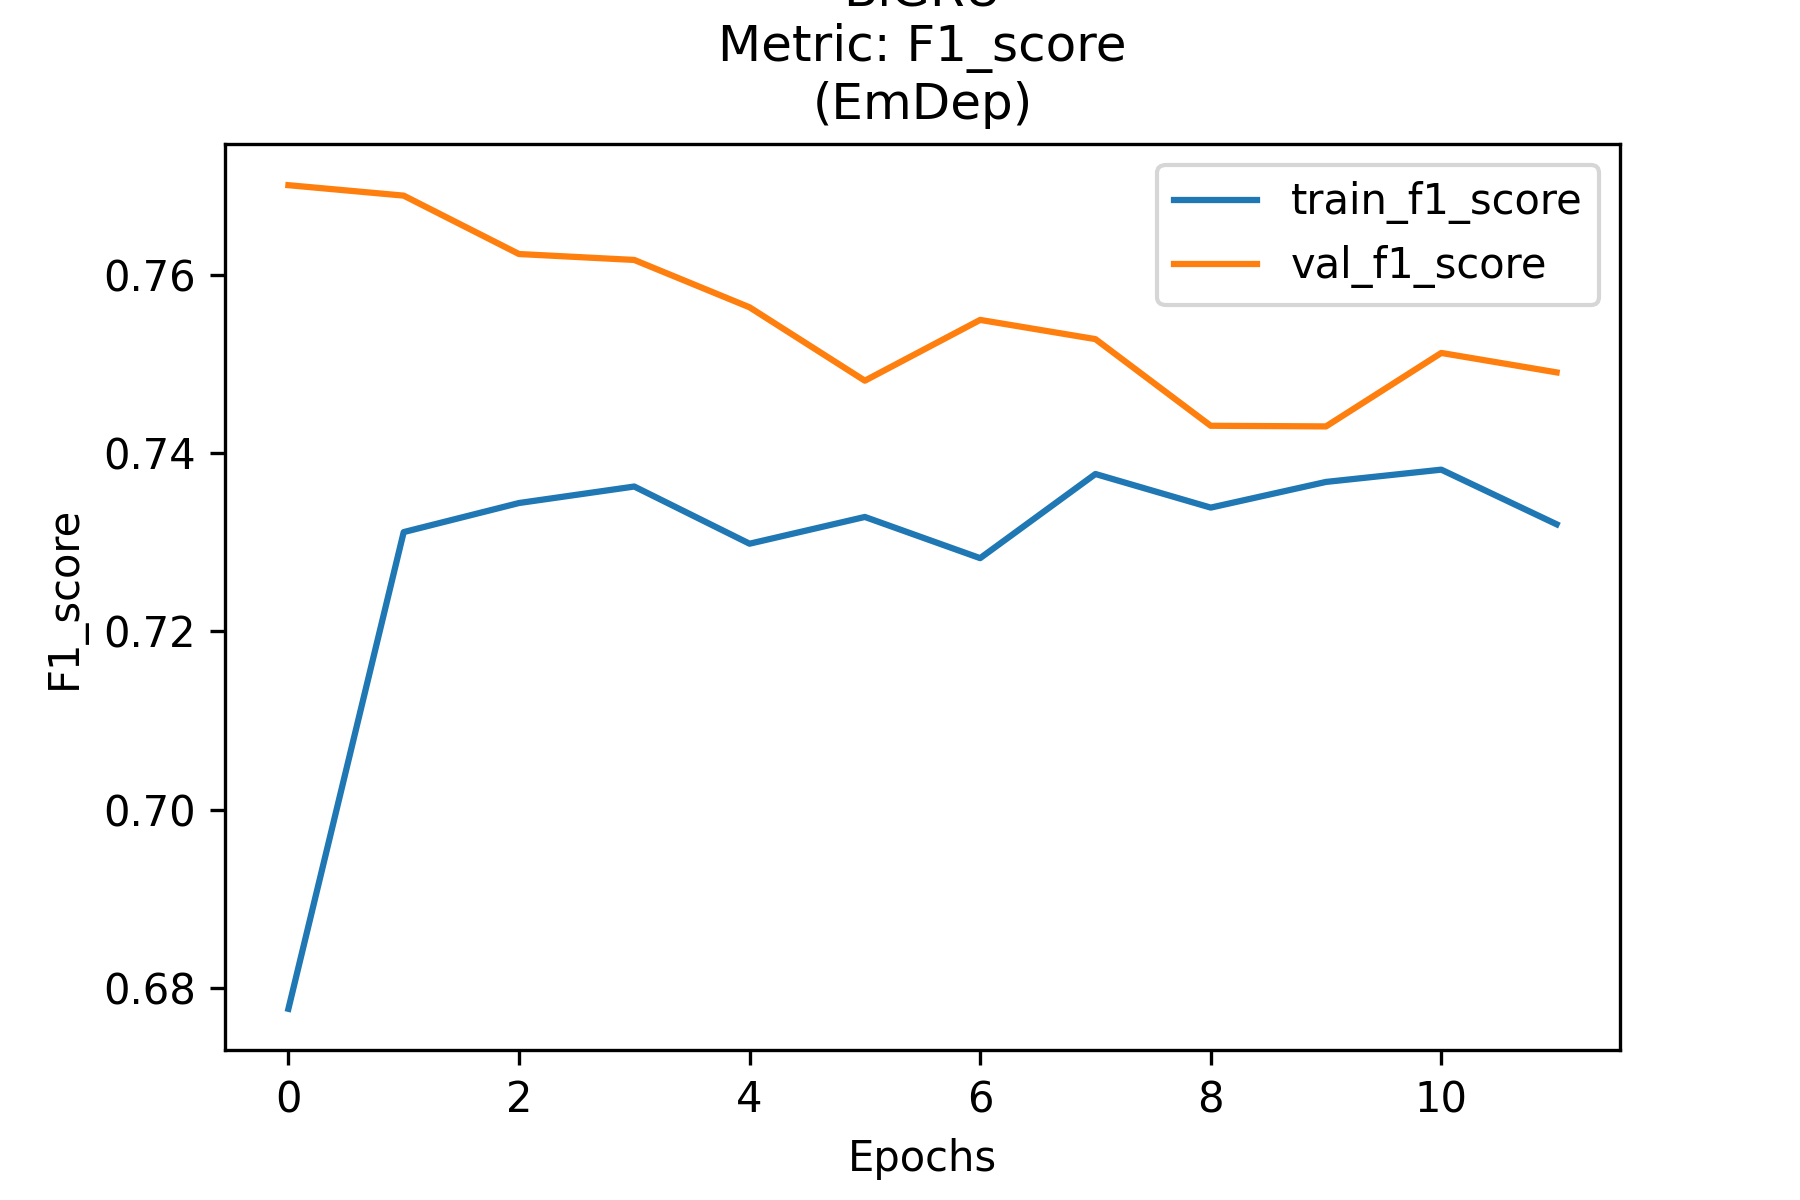 BiGRU
Metric: F1_score
(EmDep)
train_f1_score
val_f1_score
0.76
0.74
0.72
0.70
0.68
F1_score
0 2 4 6 8 10
Epochs